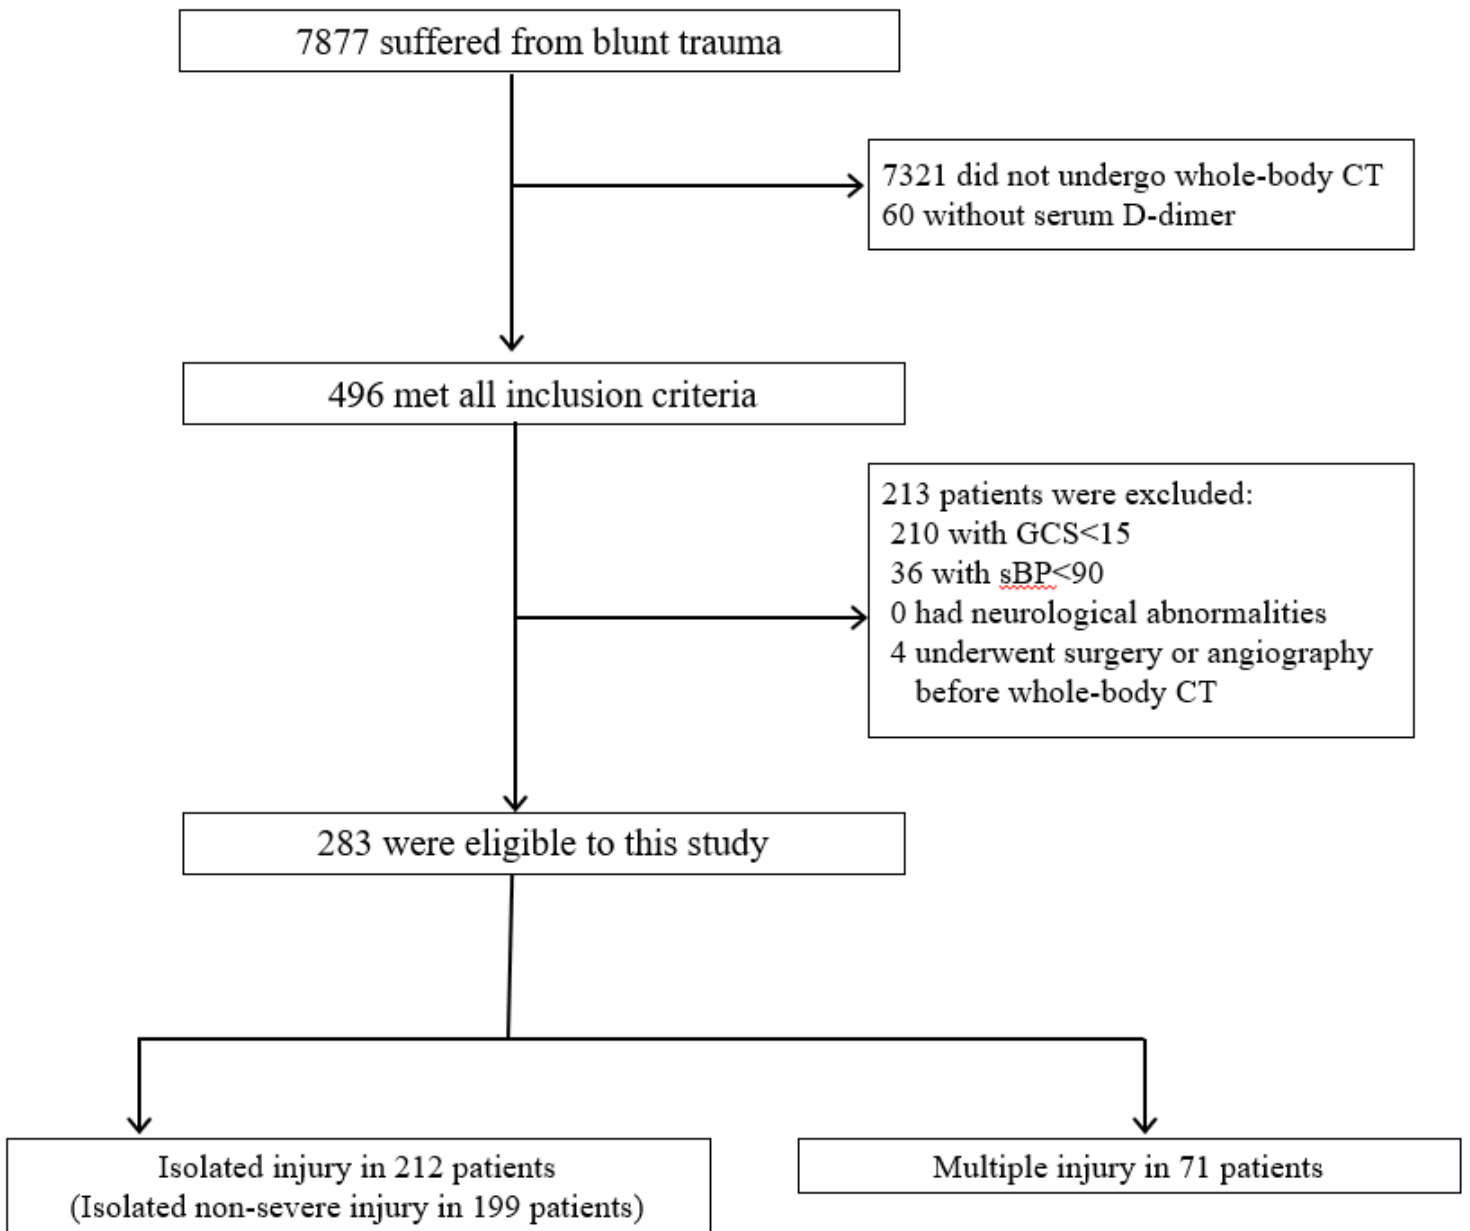 7877 suffered from blunt trauma
7321 did not undergo whole-body CT
60 without serum D-dimer
496 met all inclusion criteria
213 patients were excluded:
210 with GCS<15
36 with sBP<90
0 had neurological abnormalities
4 underwent surgery or angiography
before whole-body CT
283 were eligible to this study
Isolated injury in 212 patients
(Isolated non-severe injury in 199 patients)
Multiple injury in 71 patients